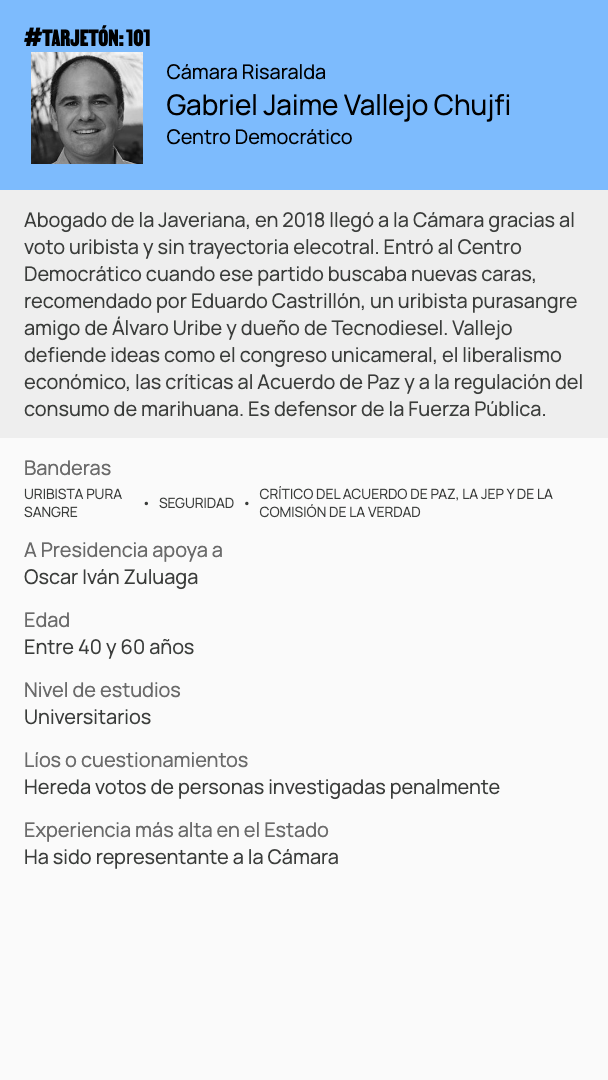 #TARJETÓN: 101
Cámara Risaralda
Gabriel Jaime Vallejo Chujfi
Centro Democrático
Abogado de la Javeriana, en 2018 llegó a la Cámara gracias al
voto uribista y sin trayectoria elecotral. Entró al Centro
Democrático cuando ese partido buscaba nuevas caras,
recomendado por Eduardo Castrillón, un uribista purasangre
amigo de Álvaro Uribe y dueño de Tecnodiesel. Vallejo
defiende ideas como el congreso unicameral, el liberalismo
económico, las críticas al Acuerdo de Paz y a la regulación del
consumo de marihuana. Es defensor de la Fuerza Pública.
Banderas
URIBISTA PURA
SANGRE
• SEGURIDAD •
CRÍTICO DEL ACUERDO DE PAZ, LA JEP Y DE LA
COMISIÓN DE LA VERDAD
A Presidencia apoya a
Oscar Iván Zuluaga
Edad
Entre 40 y 60 años
Nivel de estudios
Universitarios
Líos o cuestionamientos
Hereda votos de personas investigadas penalmente
Experiencia más alta en el Estado
Ha sido representante a la Cámara